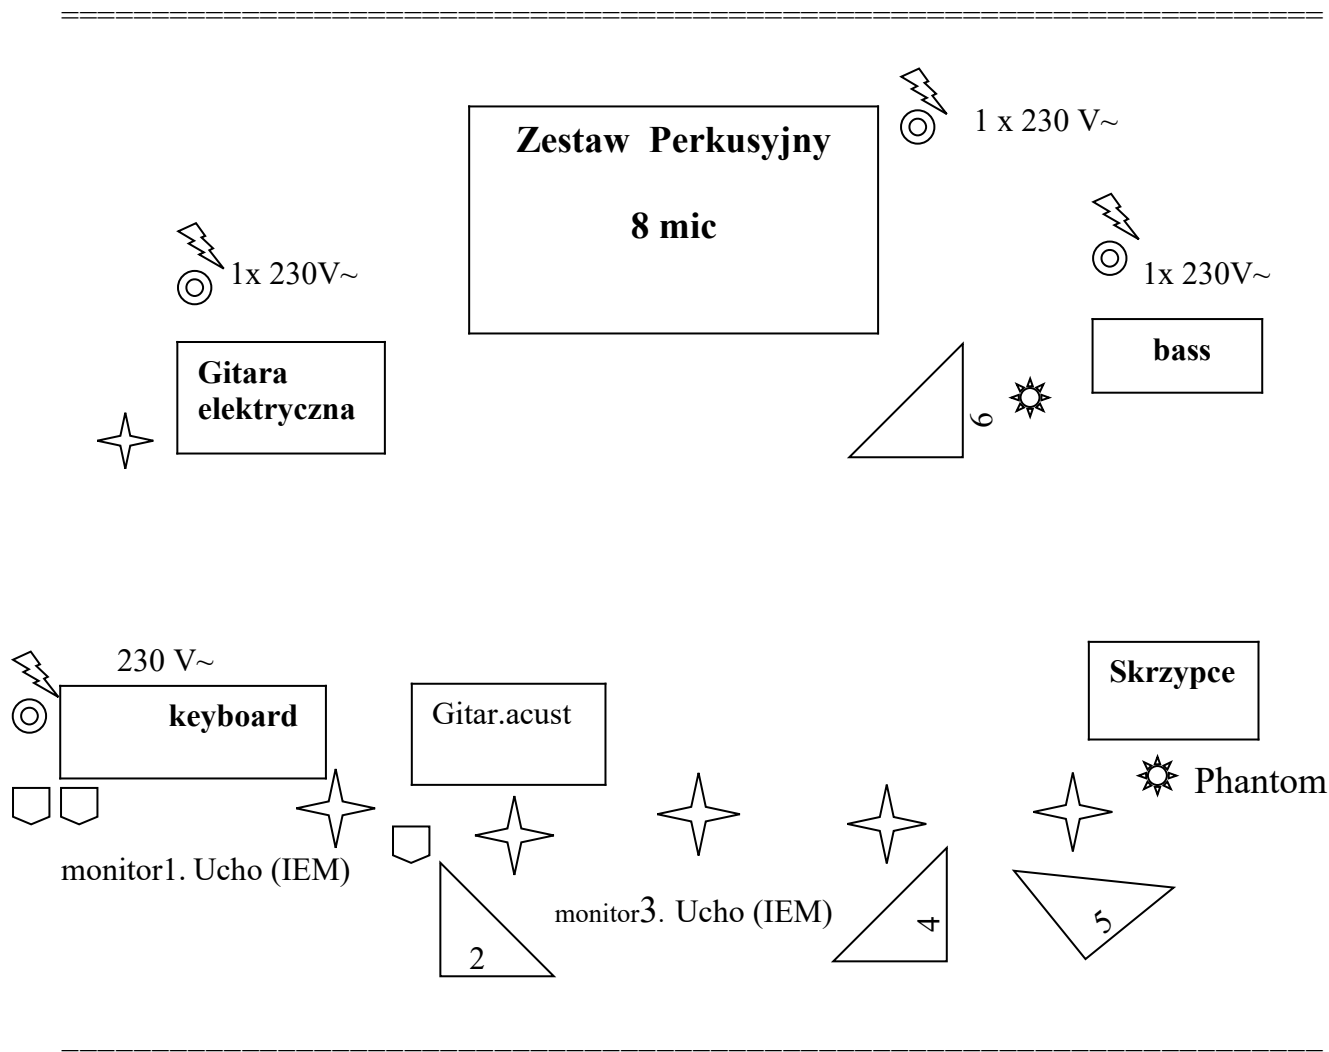 1 x 230 V~
Zestaw  Perkusyjny
8 mic
1x 230V~
1x 230V~
bass
Gitara
elektryczna
6
230 V~
keyboard
Gitar.acust
Skrzypce
Phantom
monitor1. Ucho (IEM)
monitor3. Ucho (IEM)
2
4
5